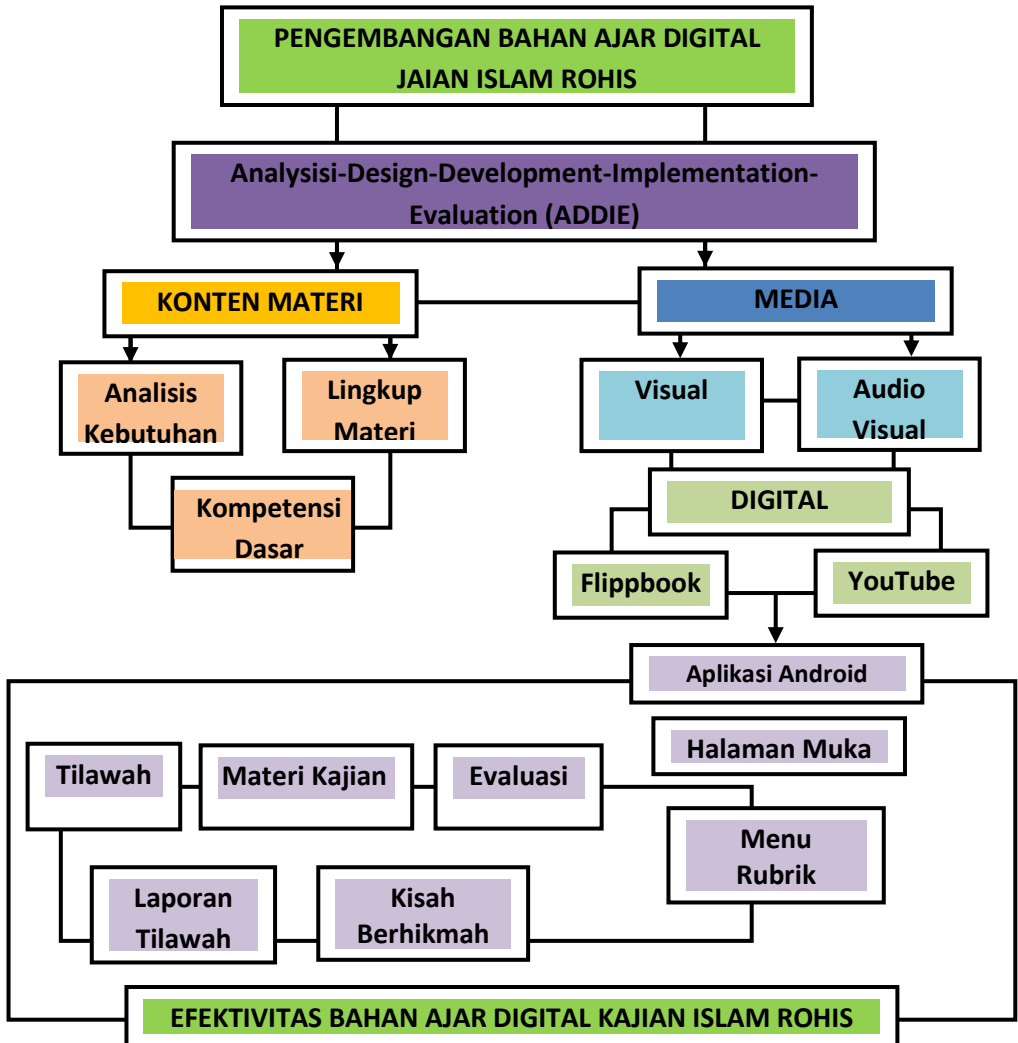 PENGEMBANGAN BAHAN AJAR DIGITAL
JAIAN ISLAM ROHIS
Analysisi-Design-Development-Implementation-
Evaluation (ADDIE)
KONTEN MATERI
MEDIA
Analisis
Kebutuhan
Lingkup
Materi
Visual
Audio
Visual
Kompetensi
Dasar
DIGITAL
Flippbook
YouTube
Aplikasi Android
Halaman Muka
Tilawah
Materi Kajian
Evaluasi
Menu
Rubrik
Laporan
Tilawah
Kisah
Berhikmah
EFEKTIVITAS BAHAN AJAR DIGITAL KAJIAN ISLAM ROHIS